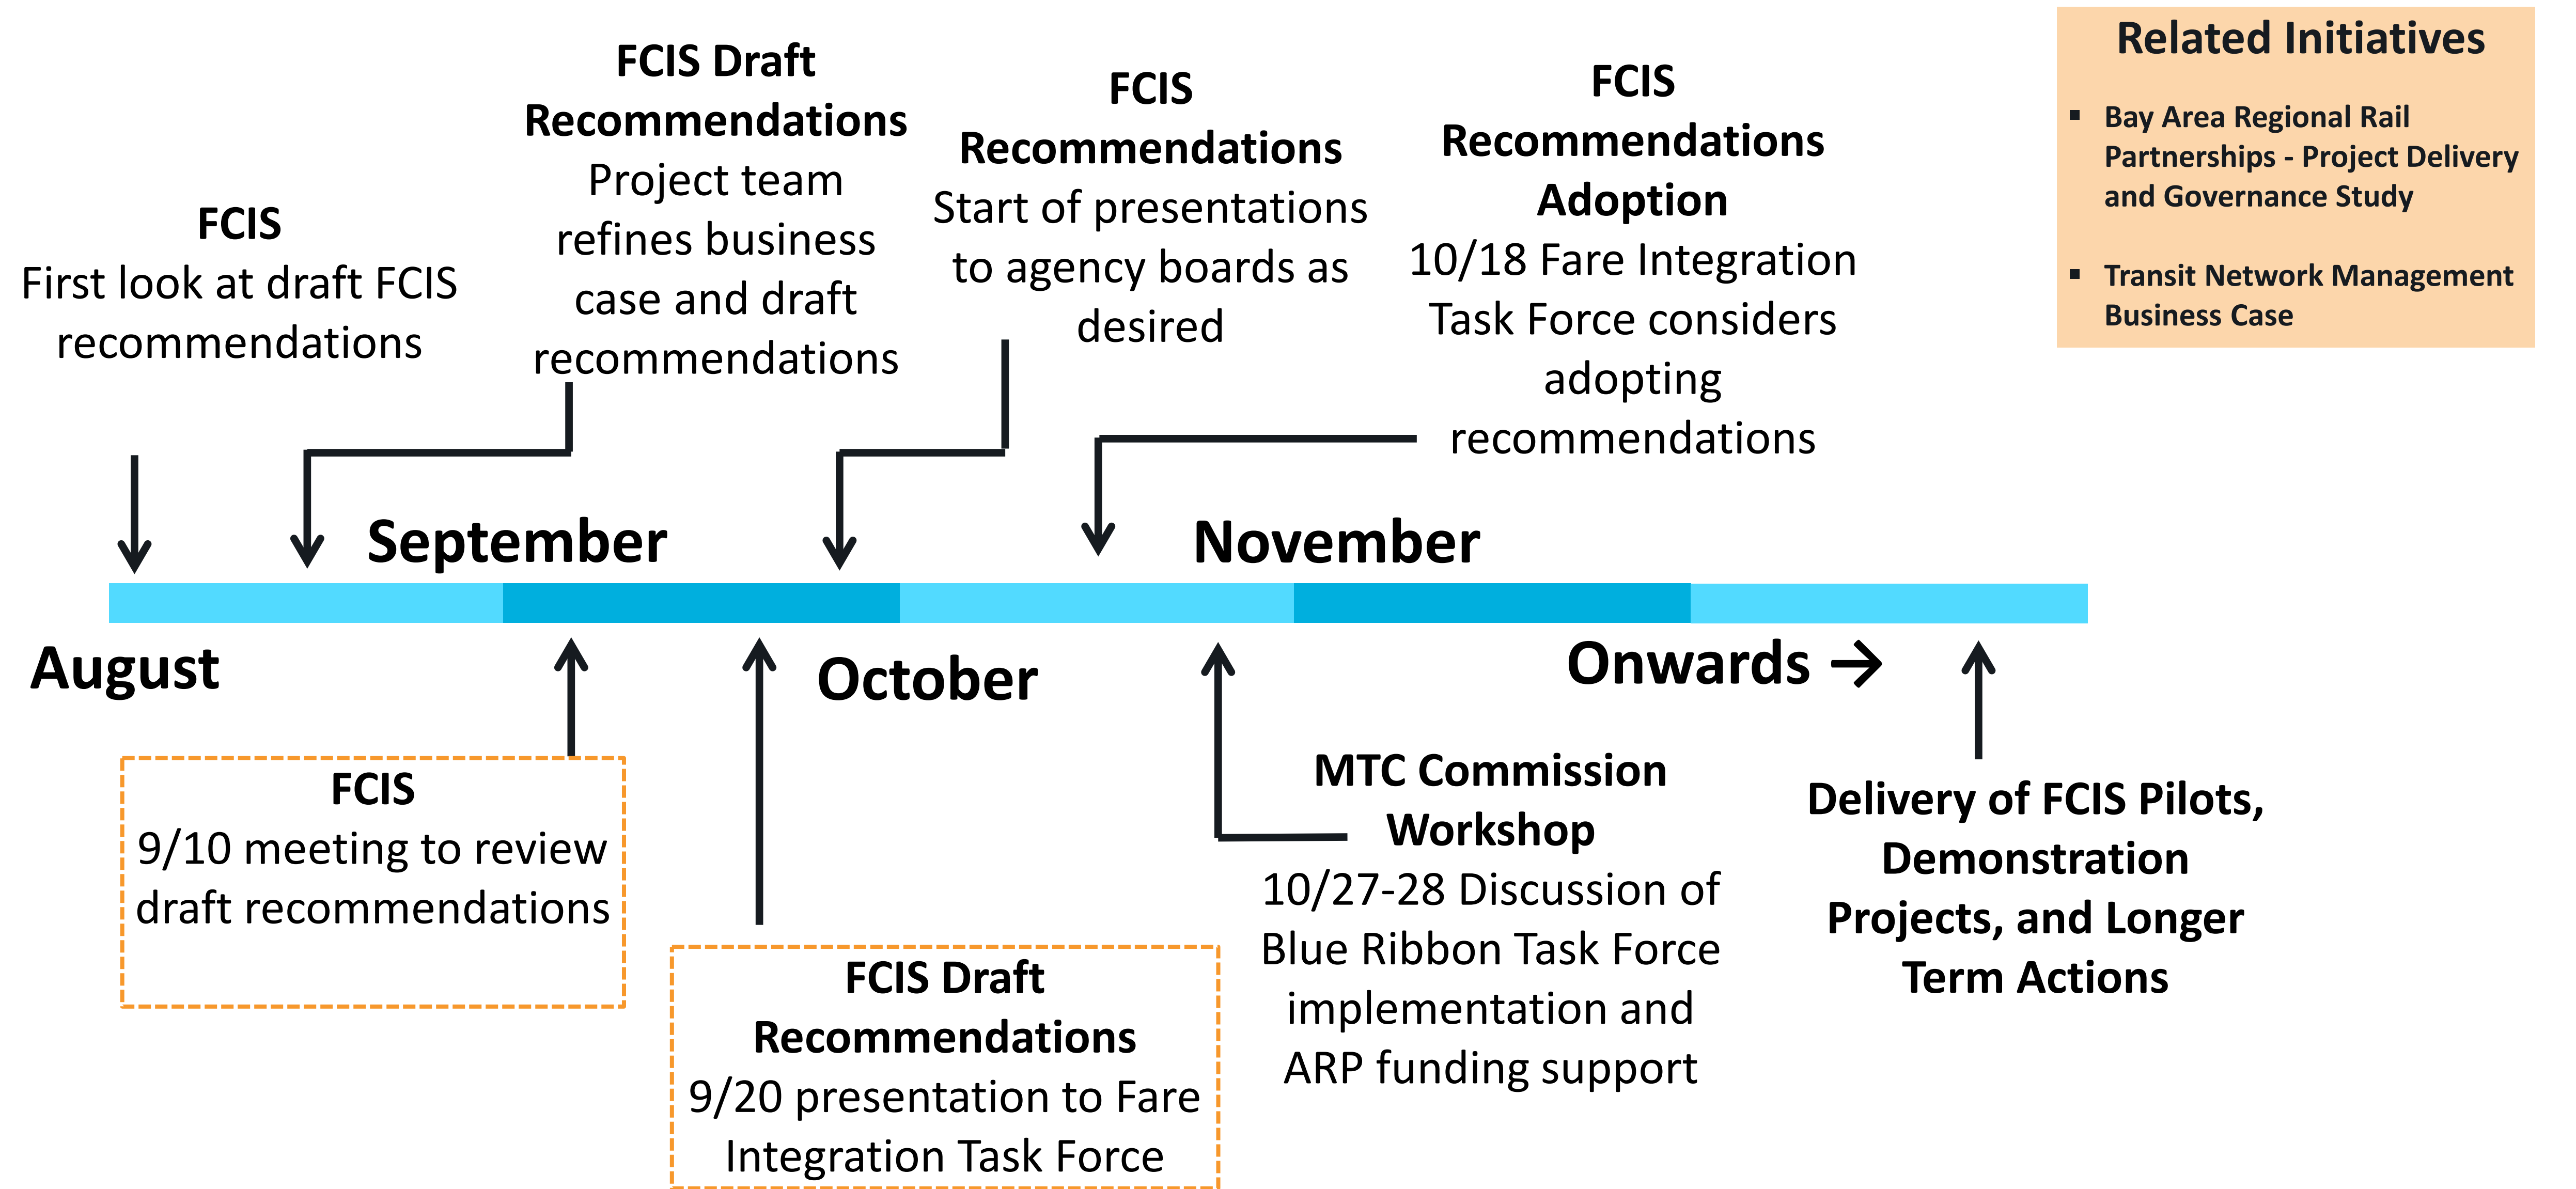 FCIS
First look at draft FCIS
recommendations
FCIS Draft
Recommendations
Project team
refines business
case and draft
recommendations
FCIS
Recommendations
Start of presentations
to agency boards as
desired
FCIS
Recommendations
Adoption
10/18 Fare Integration
Task Force considers
adopting
recommendations
Related Initiatives
▪ Bay Area Regional Rail
Partnerships - Project Delivery
and Governance Study
▪ Transit Network Management
Business Case
September
November
August
October
Onwards →
FCIS
9/10 meeting to review
draft recommendations
FCIS Draft
Recommendations
9/20 presentation to Fare
Integration Task Force
MTC Commission
Workshop
10/27-28 Discussion of
Blue Ribbon Task Force
implementation and
ARP funding support
Delivery of FCIS Pilots,
Demonstration
Projects, and Longer
Term Actions